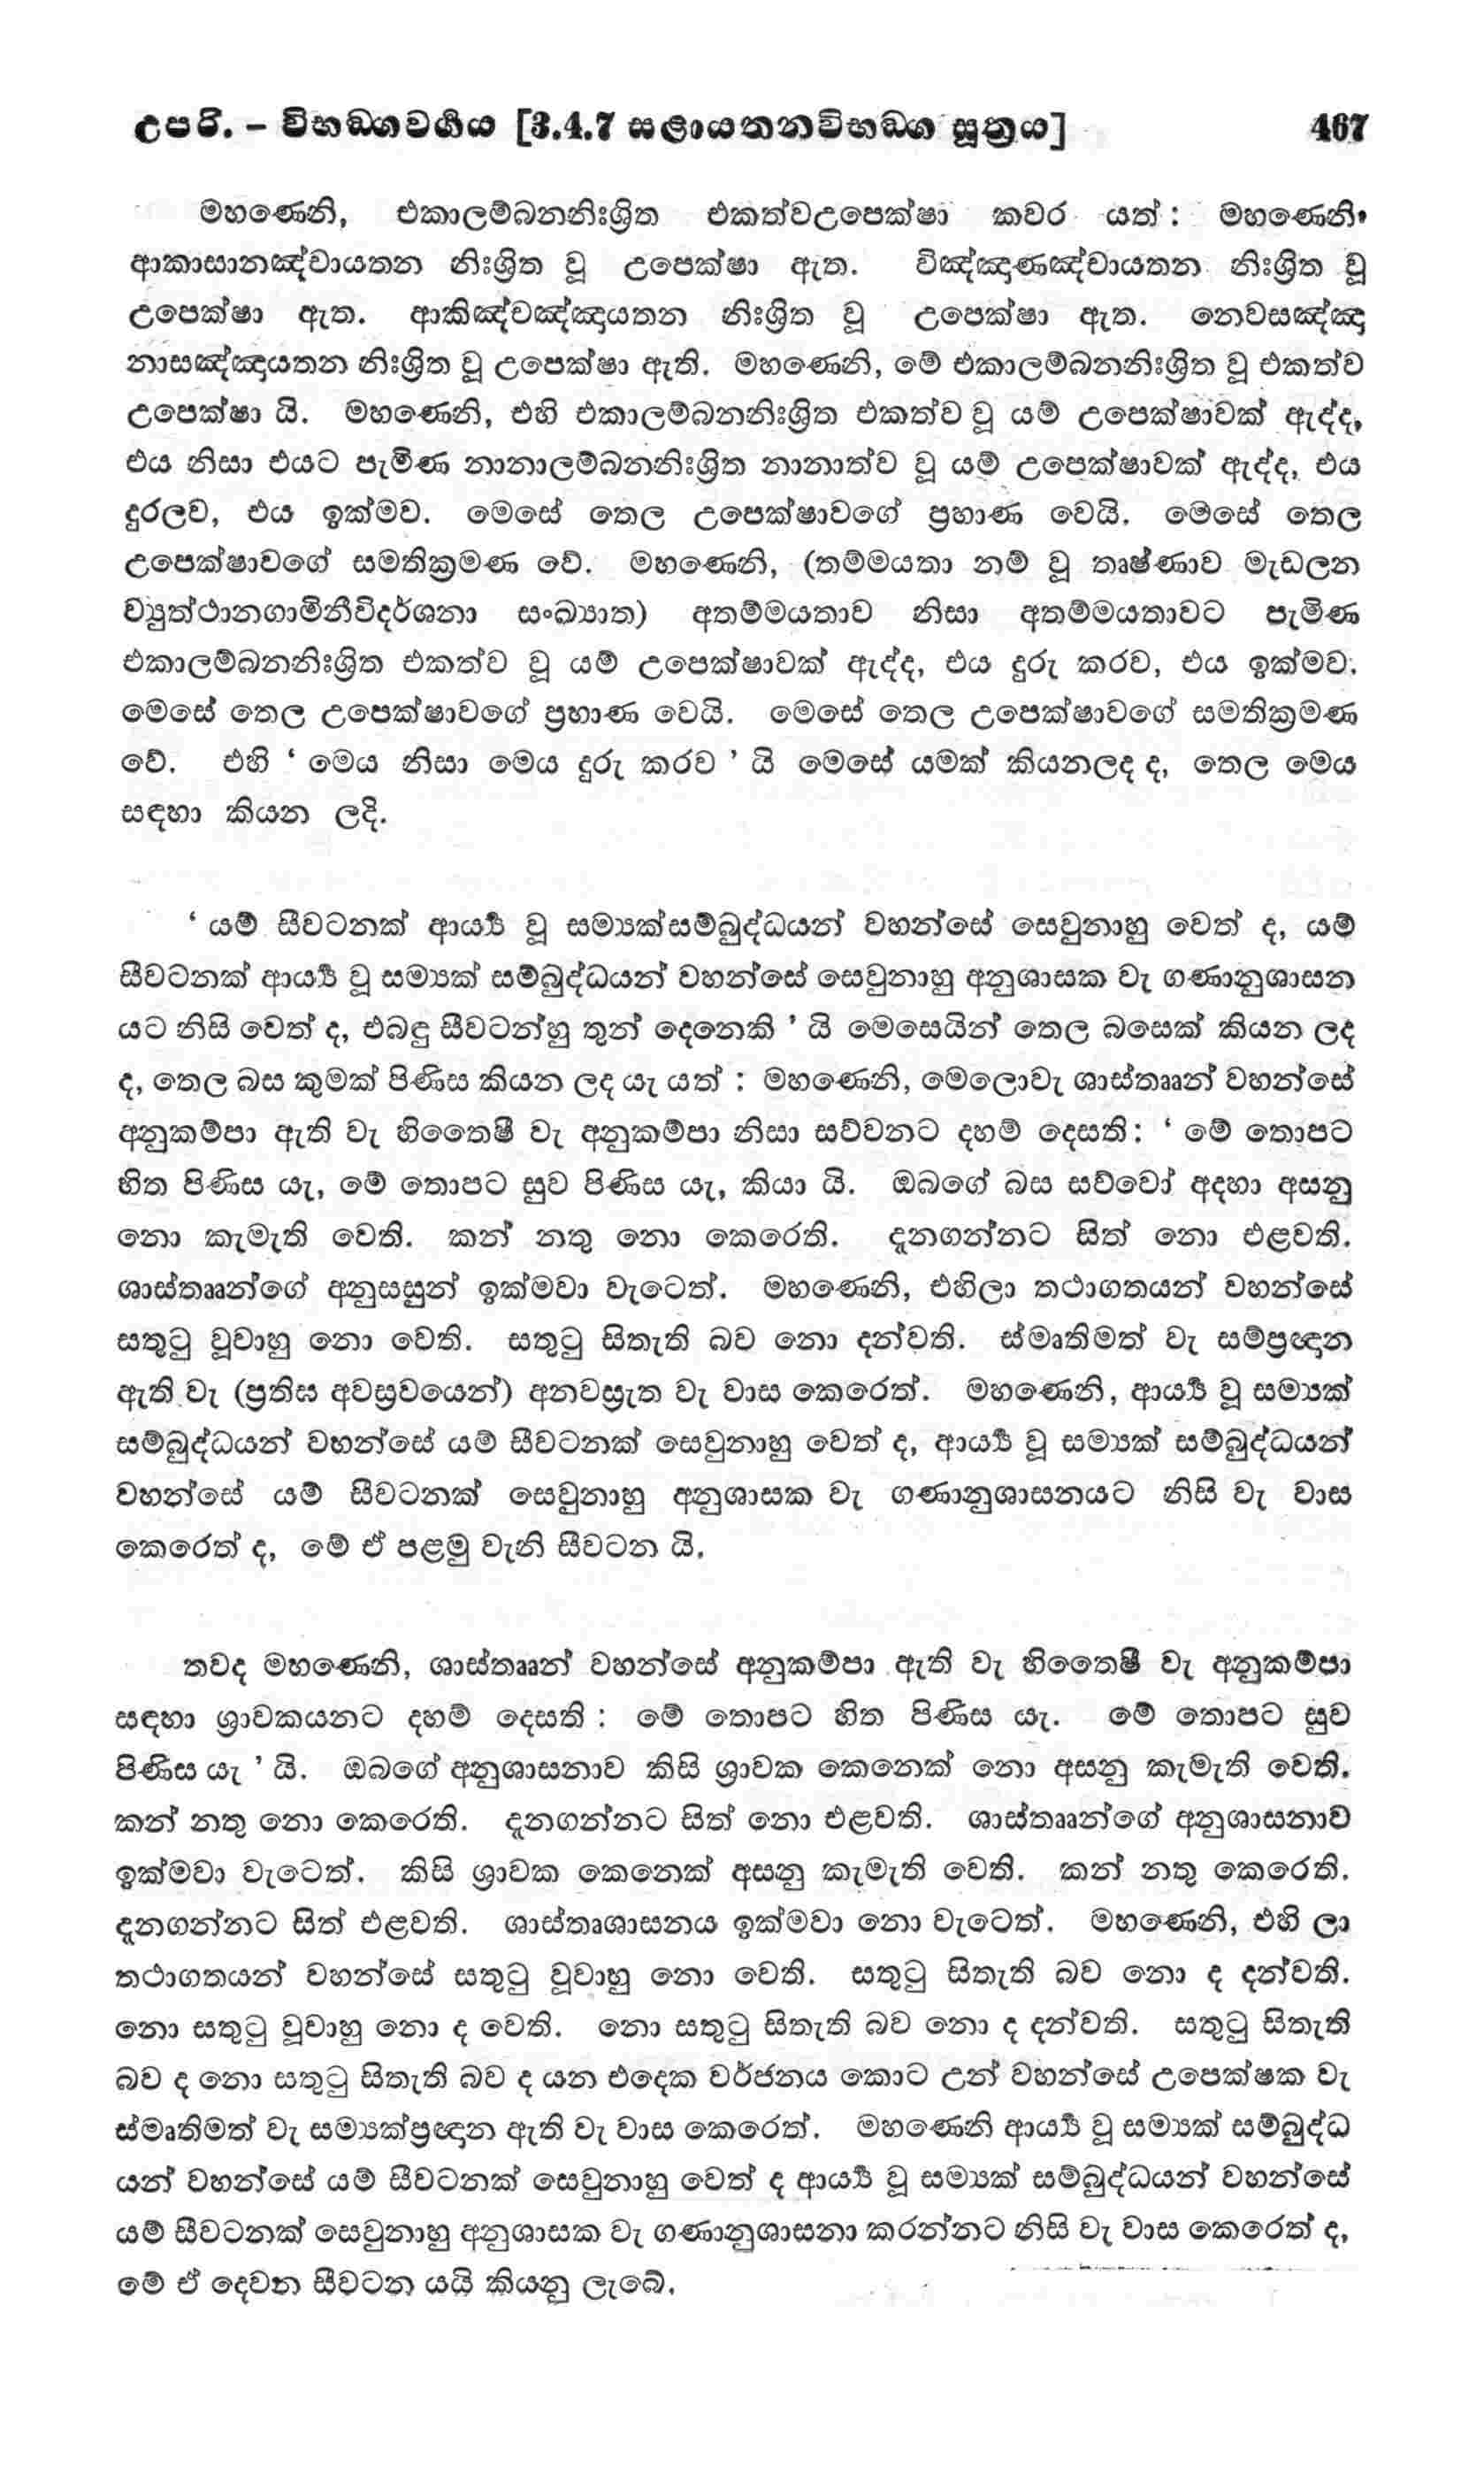 උපරි. – විභඞ්ගවර්ගය [3.4.7 සළායතනවිභඞ්ග සූත්‍රය] 467
මහණෙනි, එකාලම්බනනිඃශ්‍රිත එකත්වඋපෙක්ෂා කවර යත් : මහණෙනි,
ආකාසානඤ්චායතන නිඃශ්‍රිත වූ උපෙක්ෂා ඇත. විඤ්ඤාණඤ්චායතන නිඃශ්‍රිත වූ
උපෙක්ෂා ඇත. ආකිඤ්චඤ්ඤායතන නිඃශ්‍රිත වූ උපෙක්ෂා ඇත. නෙවසඤ්ඤා
නාසඤ්ඤායතන නිඃශ්‍රිත වූ උපෙක්ෂා ඇති. මහණෙනි, මේ එකාලම්බනනිඃශ්‍රිත වූ එකත්ව
උපෙක්ෂා යි. මහණෙනි, එහි එකාලම්බනනිඃශ්‍රිත එකත්ව වූ යම් උපෙක්ෂාවක් ඇද්ද,
එය නිසා එයට පැමිණ නානාලම්බනනිඃශ්‍රිත නානාත්ව වූ යම් උපෙක්ෂාවක් ඇද්ද, එය
දුරලව, එය ඉක්මව. මෙසේ තෙල උපෙක්ෂාවගේ ප්‍රහාණ වෙයි. මෙසේ තෙල
උපෙක්ෂාවගේ සමතික්‍රමණ වේ. මහණෙනි, (තම්මයතා නම් වූ තෘෂ්ණාව මැඩලන
ව්‍යුත්ථානගාමිනීවිදර්ශනා සංඛ්‍යාත) අතම්මයතාව නිසා අතම්මයතාවට පැමිණ
එකාලම්බනනිඃශ්‍රිත එකත්ව වූ යම් උපෙක්ෂාවක් ඇද්ද, එය දුරු කරව, එය ඉක්මව.
මෙසේ තෙල උපෙක්ෂාවගේ ප්‍රහාණ වෙයි. මෙසේ තෙල උපෙක්ෂාවගේ සමතික්‍රමණ
වේ. එහි ‘ මෙය නිසා මෙය දුරු කරව ’ යි මෙසේ යමක් කියනලද ද, තෙල මෙය
සඳහා කියන ලදි.
‘ යම් සීවටනක් ආර්‍ය්‍ය වූ සම්‍යක්සම්බුද්ධයන් වහන්සේ සෙවුනාහු වෙත් ද, යම්
සීවටනක් ආර්‍ය්‍ය වූ සම්‍යක් සම්බුද්ධයන් වහන්සේ සෙවුනාහු අනුශාසක වැ ගණානුශාසන
යට නිසි වෙත් ද, එබඳු සීවටන්හු තුන් දෙනෙකි ’ යි මෙසෙයින් තෙල බසෙක් කියන ලද
ද, තෙල බස කුමක් පිණිස කියන ලද යැ යත් : මහණෙනි, මෙලොවැ ශාස්තෲන් වහන්සේ
අනුකම්පා ඇති වැ හිතෛෂී වැ අනුකම්පා නිසා සව්වනට දහම් දෙසති: ‘ මේ තොපට
හිත පිණිස යැ, මේ තොපට සුව පිණිස යැ, කියා යි. ඔබගේ බස සව්වෝ අදහා අසනු
නො කැමැති වෙති. කන් නතු නො කෙරෙති. දැනගන්නට සිත් නො එළවති.
ශාස්තෲන්ගේ අනුසසුන් ඉක්මවා වැටෙත්. මහණෙනි, එහිලා තථාගතයන් වහන්සේ
සතුටු වූවාහු නො වෙති. සතුටු සිතැති බව නො දන්වති. ස්මෘතිමත් වැ සම්ප්‍රඥාන
ඇති වැ (ප්‍රතිඝ අවස්‍රවයෙන්) අනවස්‍රැත වැ වාස කෙරෙත්. මහණෙනි, ආර්‍ය්‍ය වූ සම්‍යක්
සම්බුද්ධයන් වහන්සේ යම් සීවටනක් සෙවුනාහු වෙත් ද, ආර්‍ය්‍ය වූ සම්‍යක් සම්බුද්ධයන්
වහන්සේ යම් සීවටනක් සෙවුනාහු අනුශාසක වැ ගණානුශාසනයට නිසි වැ වාස
කෙරෙත් ද, මේ ඒ පළමු වැනි සීවටන යි.
තවද මහණෙනි, ශාස්තෲන් වහන්සේ අනුකම්පා ඇති වැ හිතෛෂී වැ අනුකම්පා
සඳහා ශ්‍රාවකයනට දහම් දෙසති : මේ තොපට හිත පිණිස යැ. මේ තොපට සුව
පිණිස යැ ’ යි. ඔබගේ අනුශාසනාව කිසි ශ්‍රාවක කෙනෙක් නො අසනු කැමැති වෙති.
කන් නතු නො කෙරෙති. දැනගන්නට සිත් නො එළවති. ශාස්තෲන්ගේ අනුශාසනාව
ඉක්මවා වැටෙත්. කිසි ශ්‍රාවක කෙනෙක් අසනු කැමැති වෙති. කන් නතු කෙරෙති.
දැනගන්නට සිත් එළවති. ශාස්තෘශාසනය ඉක්මවා නො වැටෙත්. මහණෙනි, එහි ලා
තථාගතයන් වහන්සේ සතුටු වූවාහු නො වෙති. සතුටු සිතැති බව නො ද දන්වති.
නො සතුටු වූවාහු නො ද වෙති. නො සතුටු සිතැති බව නො ද දන්වති. සතුටු සිතැති
බව ද නො සතුටු සිතැති බව ද යන එදෙක වර්ජනය කොට උන් වහන්සේ උපෙක්ෂක වැ
ස්මෘතිමත් වැ සම්‍යක්ප්‍රඥාන ඇති වැ වාස කෙරෙත්. මහණෙනි ආර්‍ය්‍ය වූ සම්‍යක් සම්බුද්ධ
යන් වහන්සේ යම් සීවටනක් සෙවුනාහු වෙත් ද ආර්‍ය්‍ය වූ සම්‍යක් සම්බුද්ධයන් වහන්සේ
යම් සීවටනක් සෙවුනාහු අනුශාසක වැ ගණානුශාසනා කරන්නට නිසි වැ වාස කෙරෙත් ද,
මේ ඒ දෙවන සීවටන යයි කියනු ලැබේ.